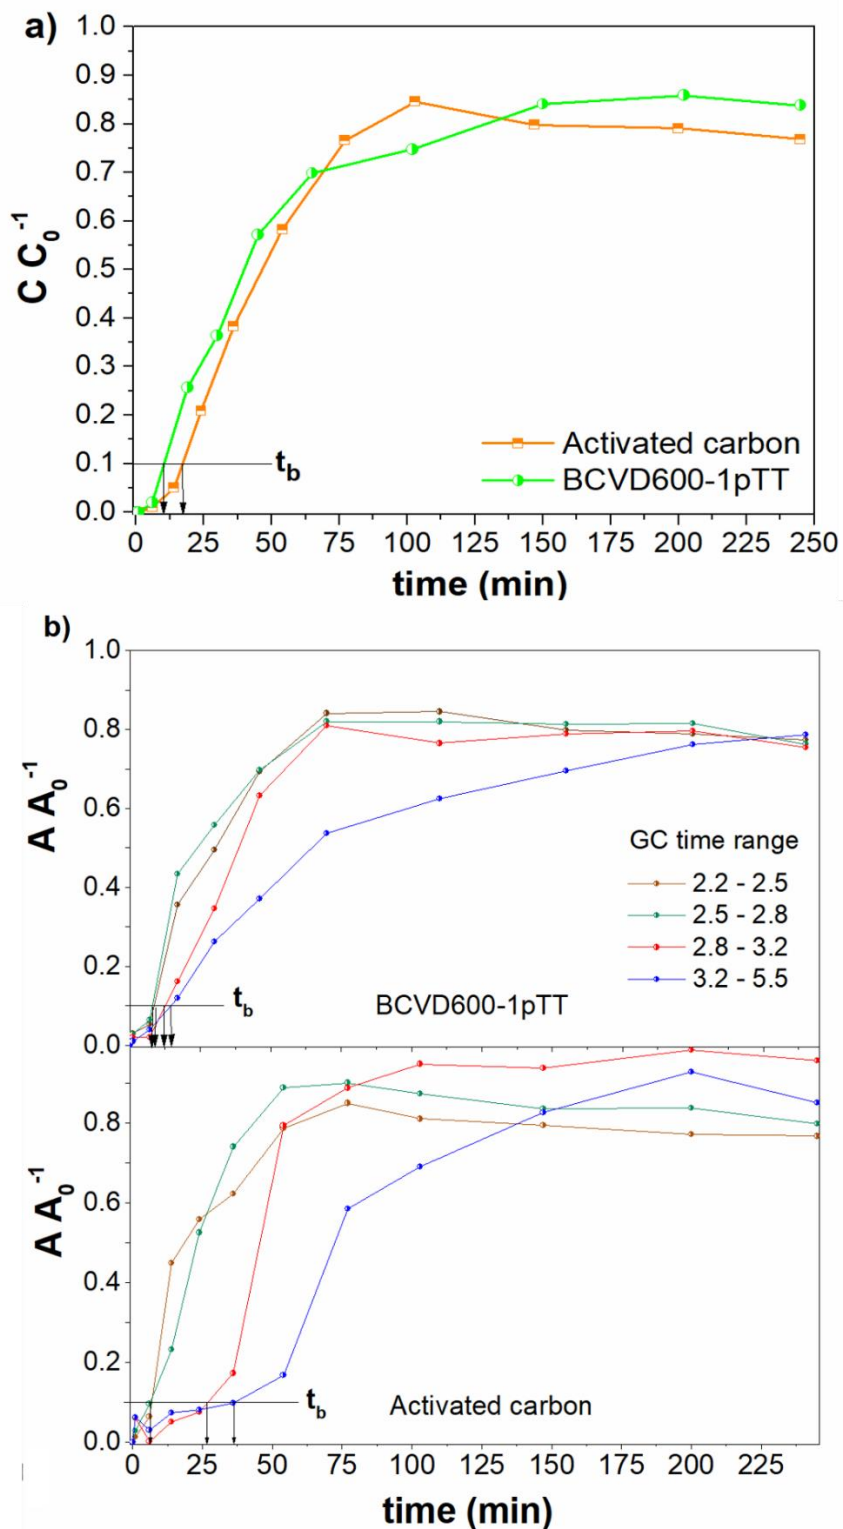 a)
1.0
0.9
0.8
0.7
0.6
0.5
0.4
0.3
0.2
0.1
0.0
C C₀⁻¹
Activated carbon
BCVD600-1pTT
t_b
0 25 50 75 100 125 150 175 200 225 250
time (min)
b)
1.0
0.8
0.6
0.4
0.2
0.0
A A₀⁻¹
GC time range
2.2 - 2.5
2.5 - 2.8
2.8 - 3.2
3.2 - 5.5
t_b
BCVD600-1pTT
0.8
0.6
0.4
0.2
0.0
A A₀⁻¹
t_b
Activated carbon
0 25 50 75 100 125 150 175 200 225
time (min)